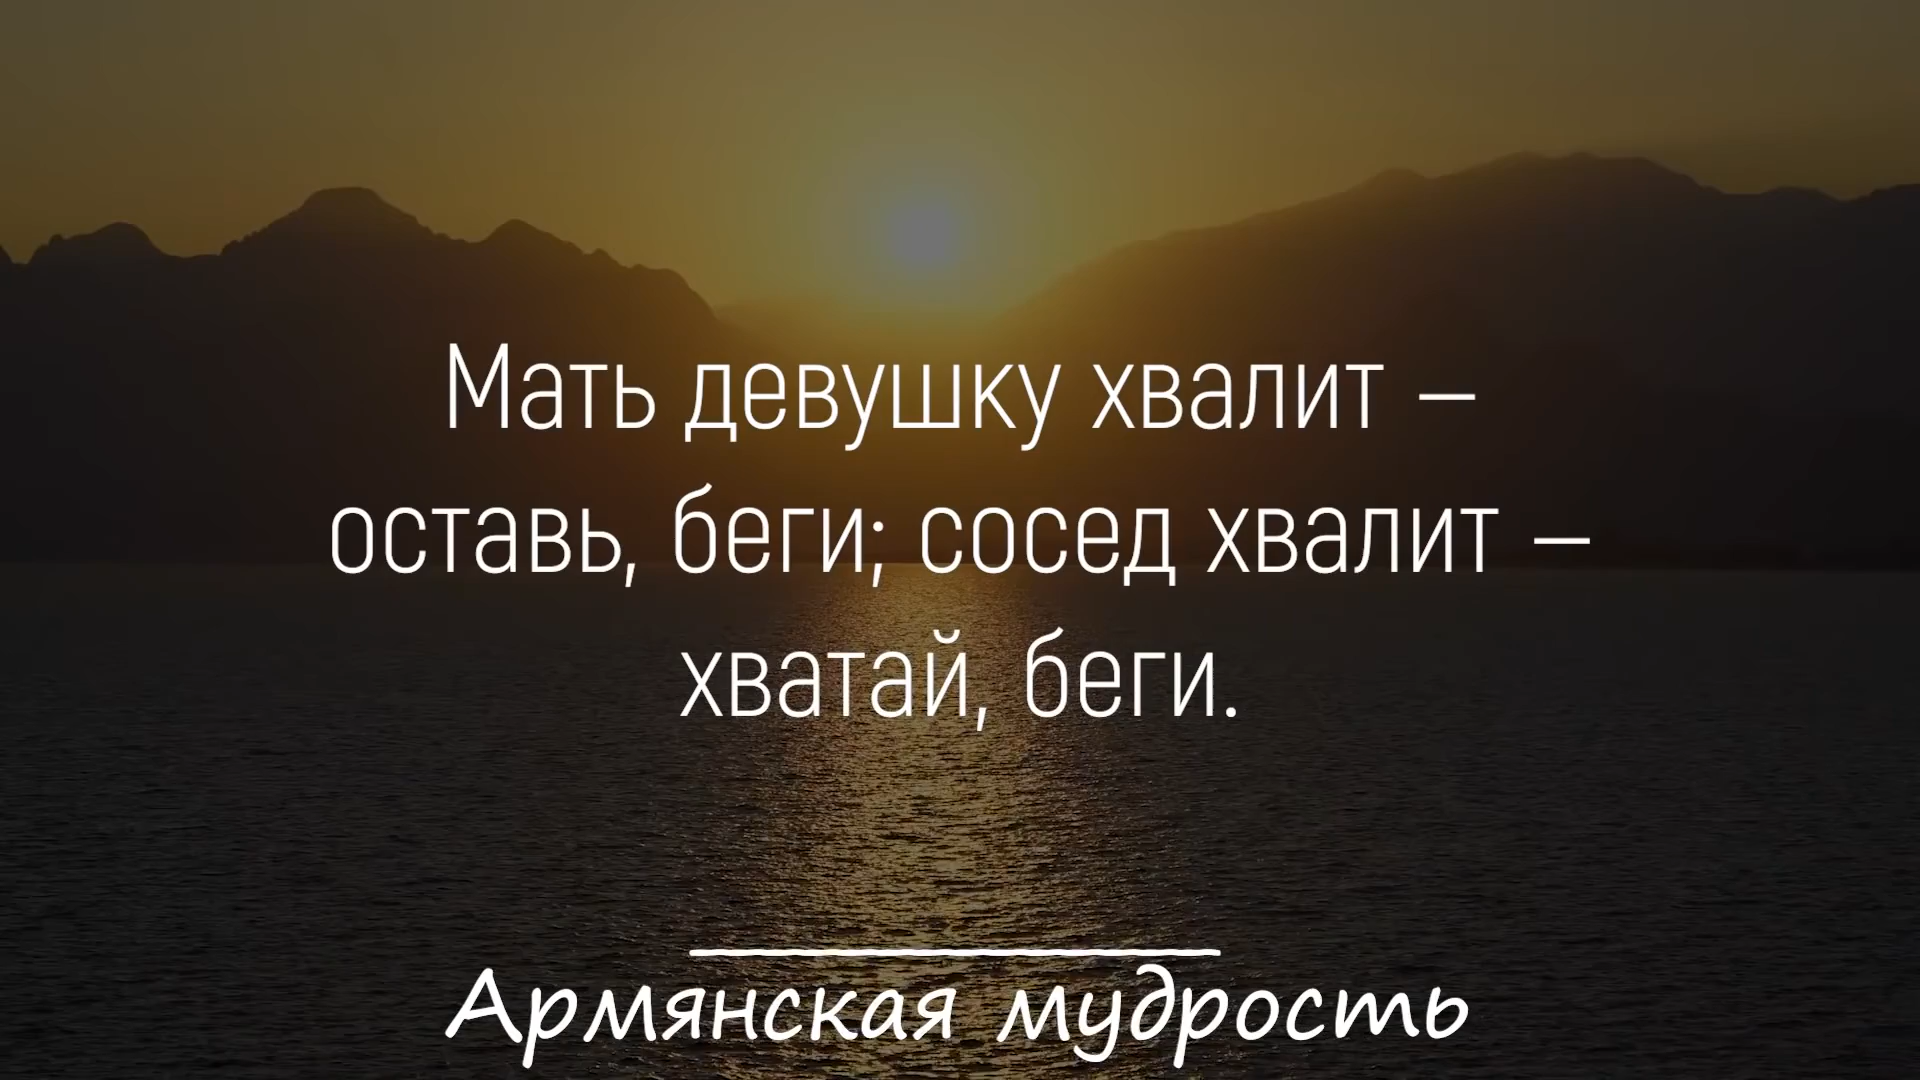 Мать девушку хвалит –
оставь, беги; сосед хвалит –
хватай, беги.
Армянская мудрость